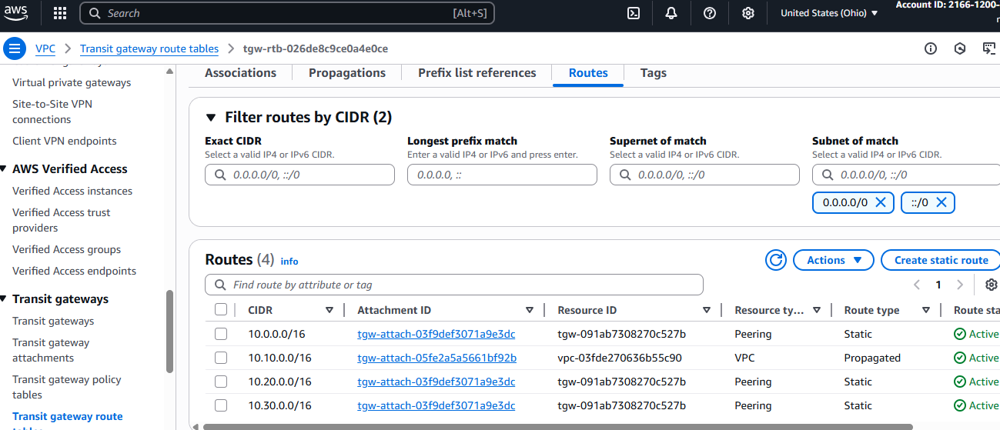 aws
Search [Alt+S]
United States (Ohio)
Account ID: 2166-1200-
VPC > Transit gateway route tables > tgw-rtb-026de8c9ce0a4e0ce
Virtual private gateways
Site-to-Site VPN
connections
Client VPN endpoints
AWS Verified Access
Verified Access instances
Verified Access trust
providers
Verified Access groups
Verified Access endpoints
Transit gateways
Transit gateways
Transit gateway
attachments
Transit gateway policy
tables
Transit gateway route
Associations Propagations Prefix list references Routes Tags
Filter routes by CIDR (2)
Exact CIDR Longest prefix match Supernet of match Subnet of match
Select a valid IP4 or IPv6 CIDR. Enter a valid IP4 or IPv6 and press enter. Select a valid IP4 or IPv6 CIDR. Select a valid IP4 or IPv6 CIDR.
0.0.0.0/0, ::/0 0.0.0.0, :: 0.0.0.0/0, ::/0 0.0.0.0/0, ::/0
0.0.0.0/0 ::/0
Routes (4) info
Actions Create static route
Find route by attribute or tag
1
CIDR Attachment ID Resource ID Resource ty... Route type Route sta
10.0.0.0/16 tgw-attach-03f9def3071a9e3dc tgw-091ab7308270c527b Peering Static Active
10.10.0.0/16 tgw-attach-05fe2a5a5661bf92b vpc-03fde270636b55c90 VPC Propagated Active
10.20.0.0/16 tgw-attach-03f9def3071a9e3dc tgw-091ab7308270c527b Peering Static Active
10.30.0.0/16 tgw-attach-03f9def3071a9e3dc tgw-091ab7308270c527b Peering Static Active